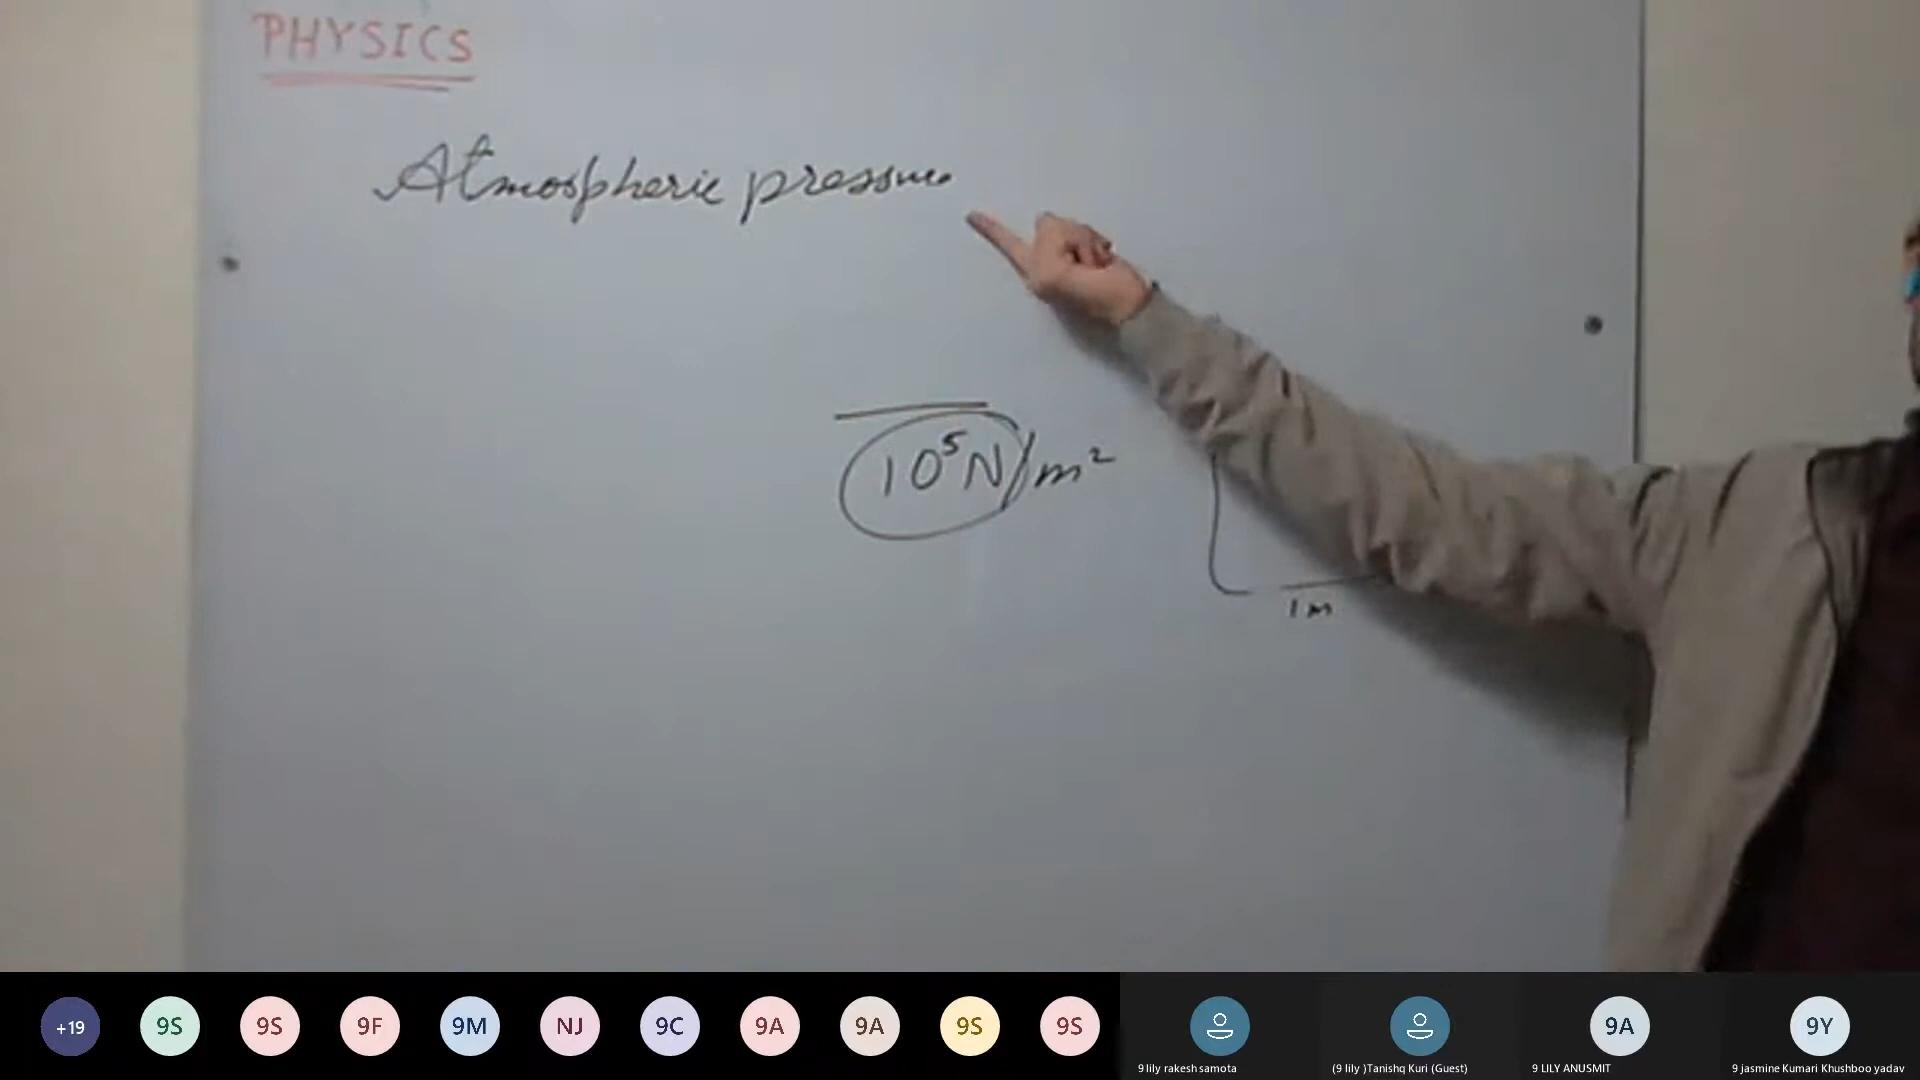 PHYSICS
Atmospheric pressure
10⁵N/m²
1m
+19
9S
9S
9F
9M
NJ
9C
9A
9A
9S
9S
9A
9Y
9 lily rakesh samota
(9 lily )Tanishq Kuri (Guest)
9 LILY ANUSMIT
9 jasmine Kumari Khushboo yadav